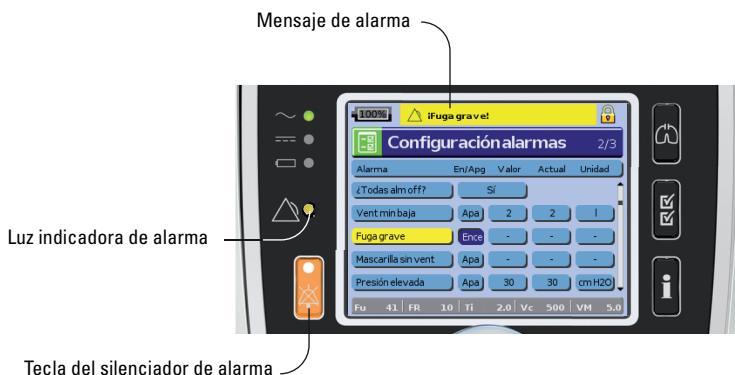 Mensaje de alarma
100%
¡Fuga grave!
Configuración alarmas 2/3
Alarma En/Apg Valor Actual Unidad
¿Todas alm off? Sí
Vent min baja Apa 2 2 l
Luz indicadora de alarma
Fuga grave Ence - - -
Mascarilla sin vent Apa - - -
Presión elevada Apa 30 30 cmH2O
Fu 41 FR 10 Ti 2.0 Vc 500 VM 5.0
i
Tecla del silenciador de alarma